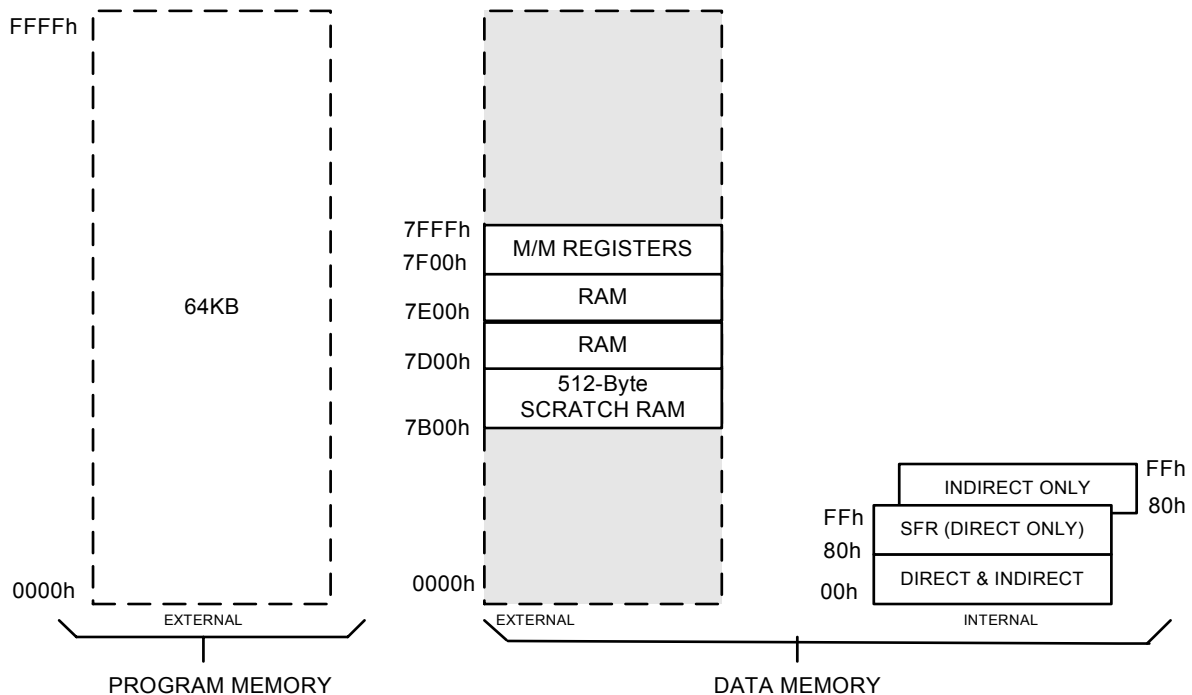 FFFFh
64KB
0000h
EXTERNAL
PROGRAM MEMORY
7FFFh
M/M REGISTERS
7F00h
RAM
7E00h
RAM
7D00h
512-Byte
SCRATCH RAM
7B00h
0000h
EXTERNAL
FFh
INDIRECT ONLY
80h
FFh
SFR (DIRECT ONLY)
80h
DIRECT & INDIRECT
00h
INTERNAL
DATA MEMORY